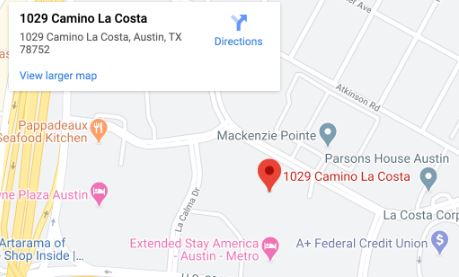 1029 Camino La Costa
1029 Camino La Costa, Austin, TX
78752
Directions
View larger map
Ave
Atkinson Rd
Pappadeaux
Seafood Kitchen
Mackenzie Pointe
Parsons House Austin
1029 Camino La Costa
ne Plaza Austin
La Calma Dr
La Costa Corp
Artarama of
Shop Inside |...
Extended Stay America
- Austin - Metro
A+ Federal Credit Union